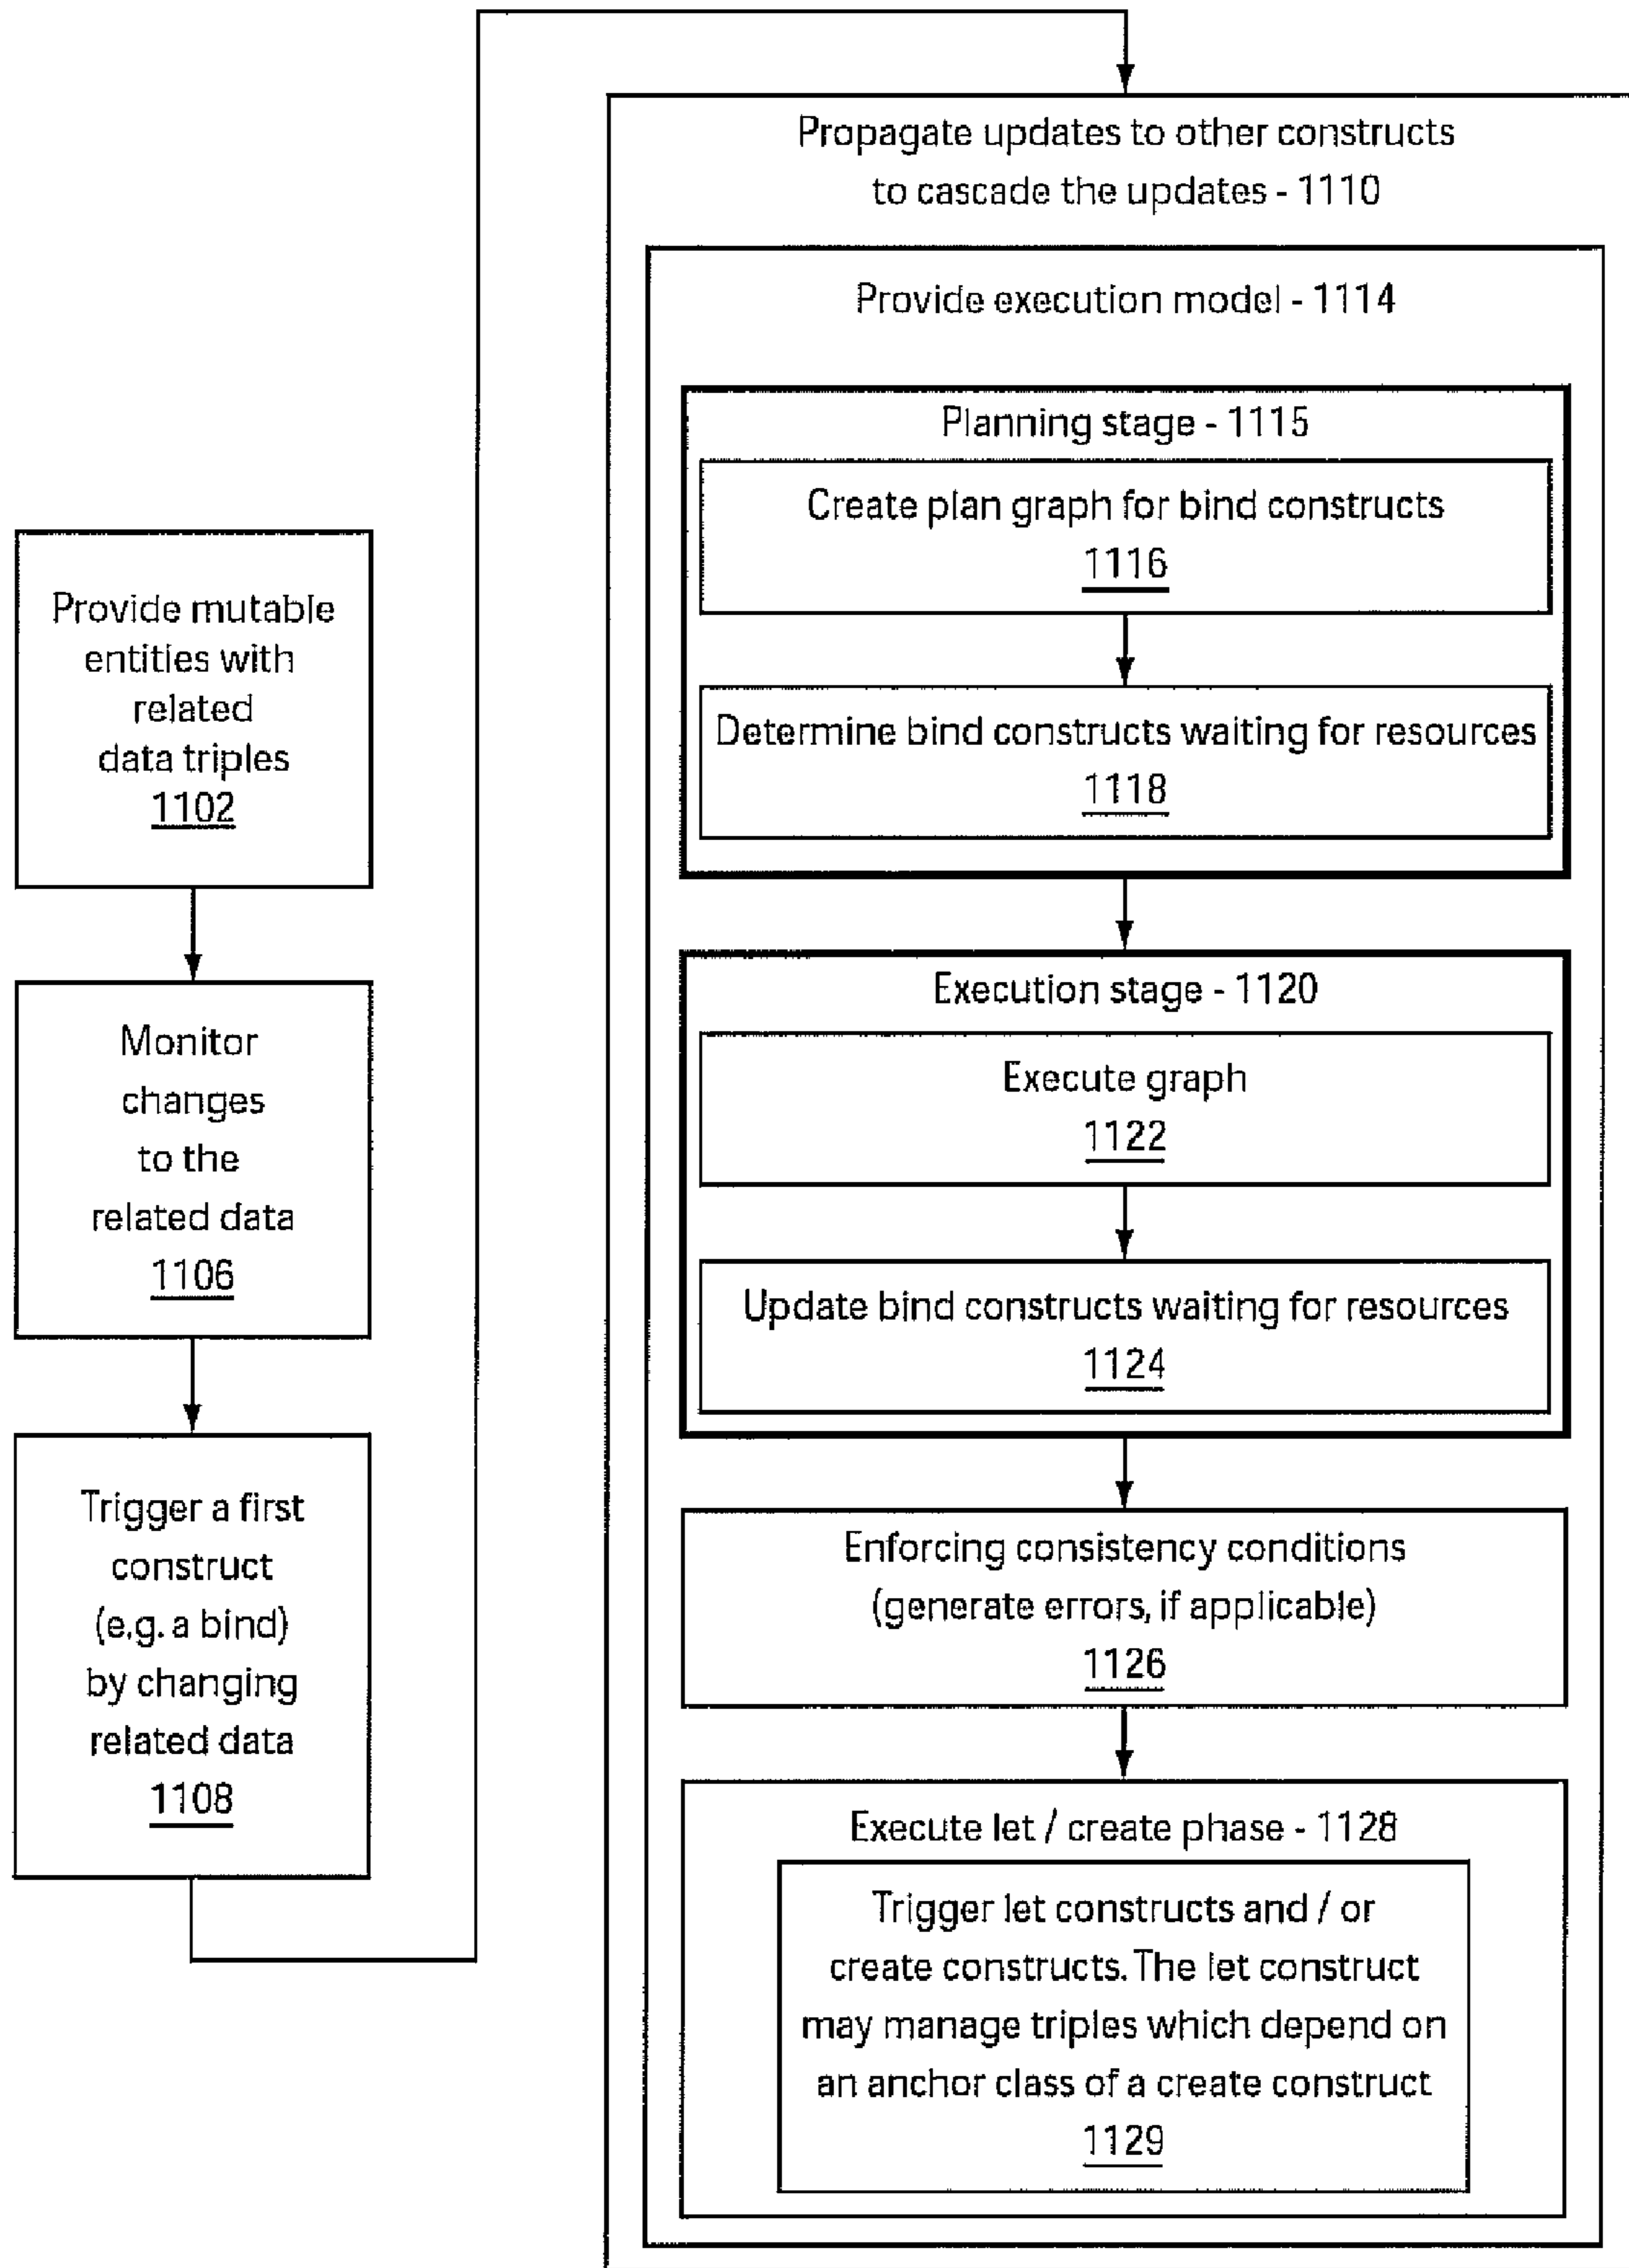 Provide mutable
entities with
related
data triples
1102
Monitor
changes
to the
related data
1106
Trigger a first
construct
(e.g. a bind)
by changing
related data
1108
Propagate updates to other constructs
to cascade the updates - 1110
Provide execution model - 1114
Planning stage - 1115
Create plan graph for bind constructs
1116
Determine bind constructs waiting for resources
1118
Execution stage - 1120
Execute graph
1122
Update bind constructs waiting for resources
1124
Enforcing consistency conditions
(generate errors, if applicable)
1126
Execute let / create phase - 1128
Trigger let constructs and / or
create constructs. The let construct
may manage triples which depend on
an anchor class of a create construct
1129